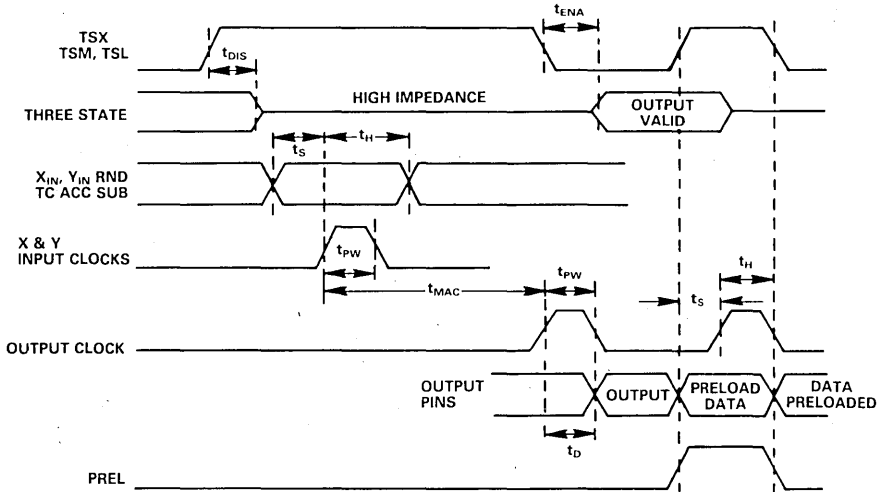 TSX
TSM, TSL
tDIS
tENA
THREE STATE
HIGH IMPEDANCE
OUTPUT
VALID
tS
tH
XIN, YIN RND
TC ACC SUB
X & Y
INPUT CLOCKS
tPW
tMAC
tPW
tS
tH
OUTPUT CLOCK
OUTPUT
PINS
OUTPUT
PRELOAD
DATA
DATA
PRELOADED
tD
PREL